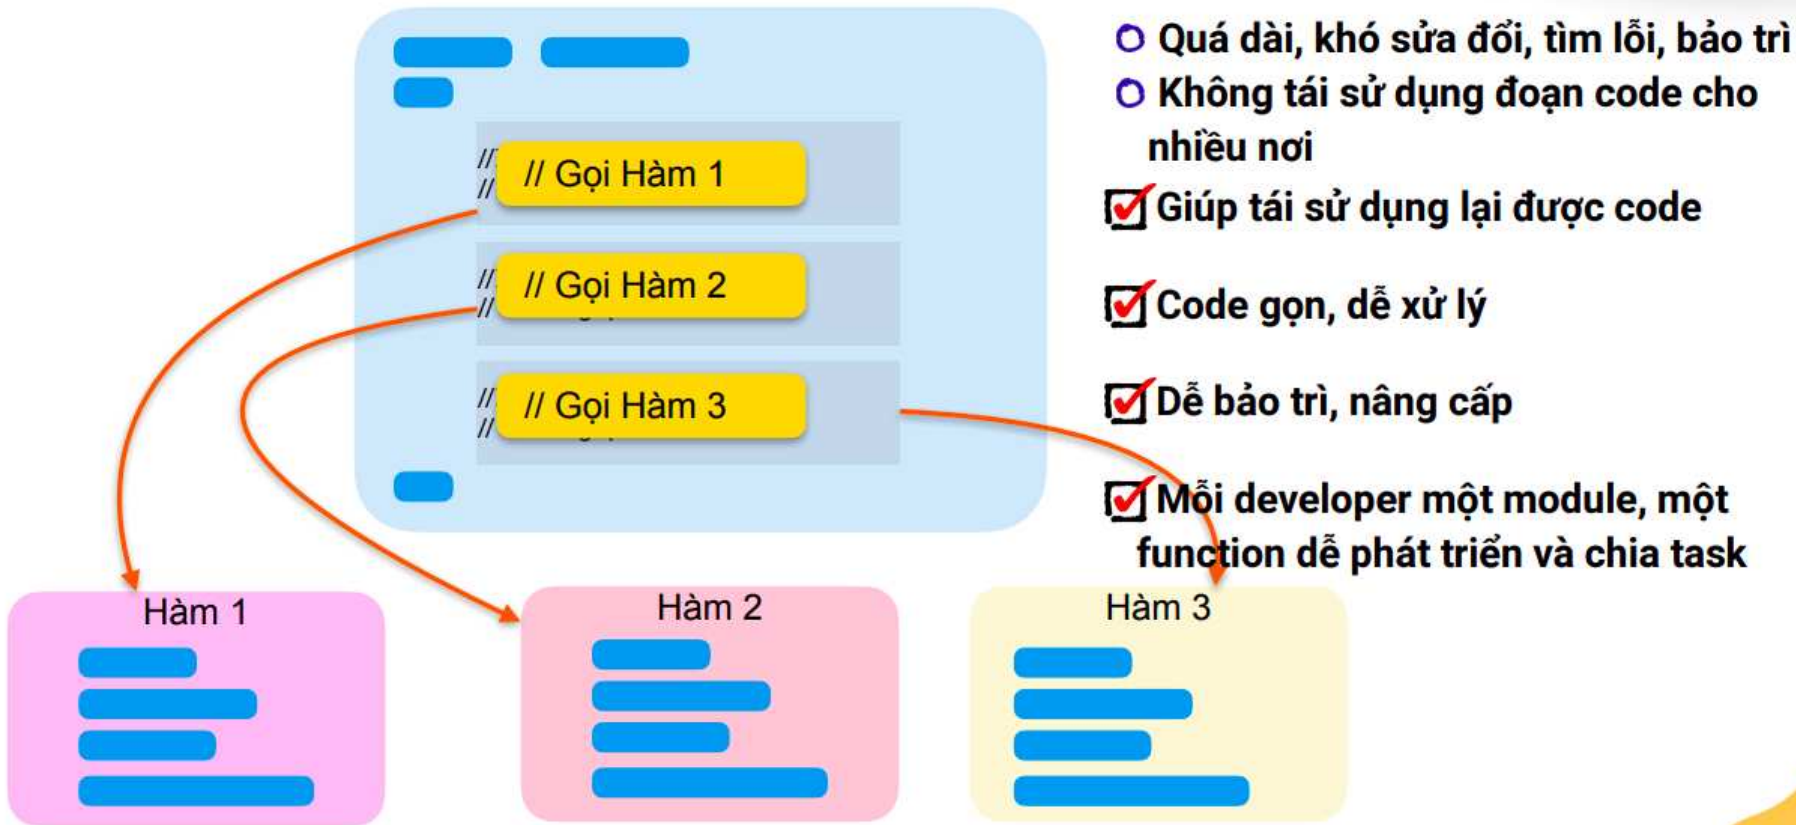 Quá dài, khó sửa đổi, tìm lỗi, bảo trì
Không tái sử dụng đoạn code cho
nhiều nơi
Giúp tái sử dụng lại được code
Code gọn, dễ xử lý
Dễ bảo trì, nâng cấp
Mỗi developer một module, một
function dễ phát triển và chia task
//
// Gọi Hàm 1
//
//
// Gọi Hàm 2
//
//
// Gọi Hàm 3
//
Hàm 1
Hàm 2
Hàm 3